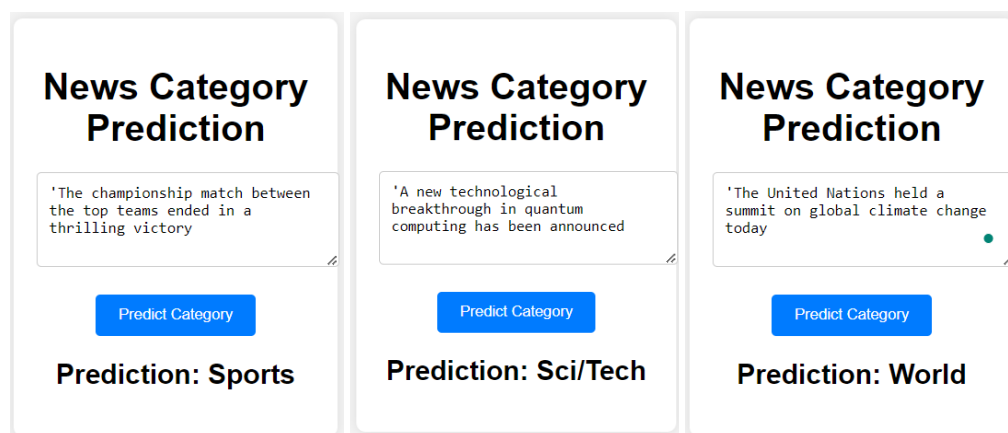 News Category
Prediction
'The championship match between
the top teams ended in a
thrilling victory
Predict Category
Prediction: Sports
News Category
Prediction
'A new technological
breakthrough in quantum
computing has been announced
Predict Category
Prediction: Sci/Tech
News Category
Prediction
'The United Nations held a
summit on global climate change
today
Predict Category
Prediction: World